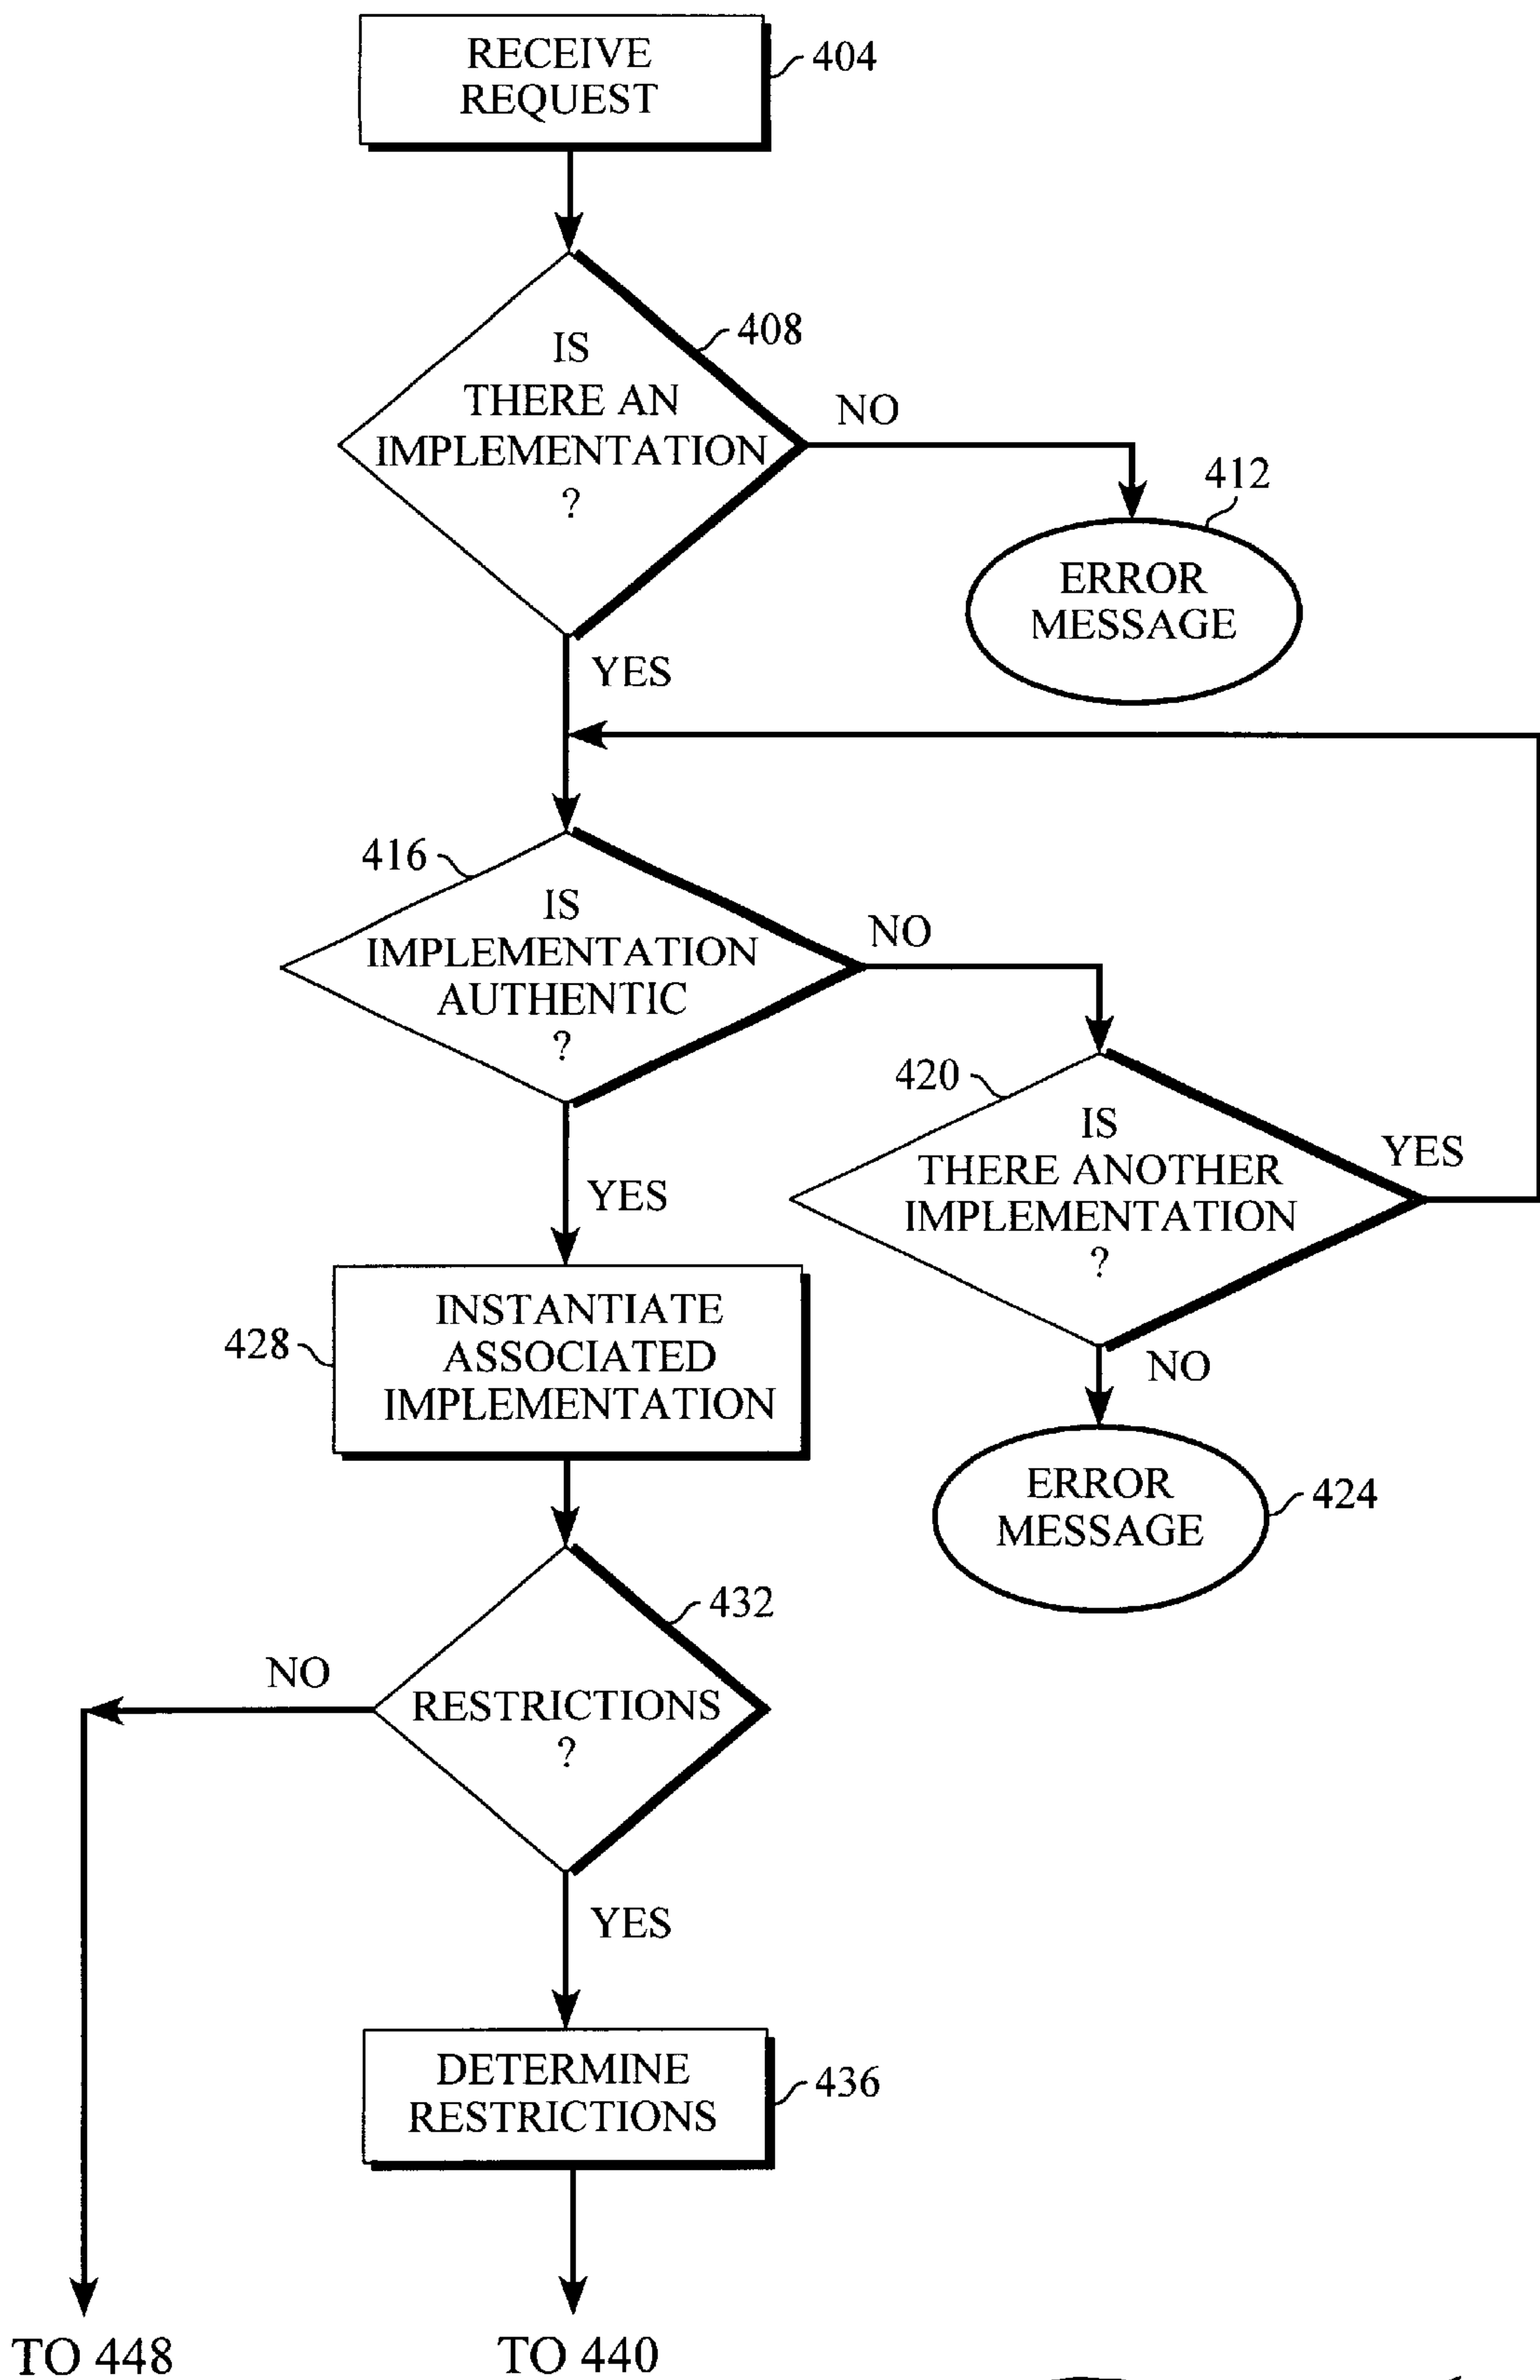 RECEIVE
REQUEST
404
IS
THERE AN
IMPLEMENTATION
?
408
NO
412
ERROR
MESSAGE
YES
416
IS
IMPLEMENTATION
AUTHENTIC
?
NO
420
IS
THERE ANOTHER
IMPLEMENTATION
?
YES
YES
428
INSTANTIATE
ASSOCIATED
IMPLEMENTATION
NO
ERROR
MESSAGE
424
432
NO
RESTRICTIONS
?
YES
DETERMINE
RESTRICTIONS
436
TO 448
TO 440